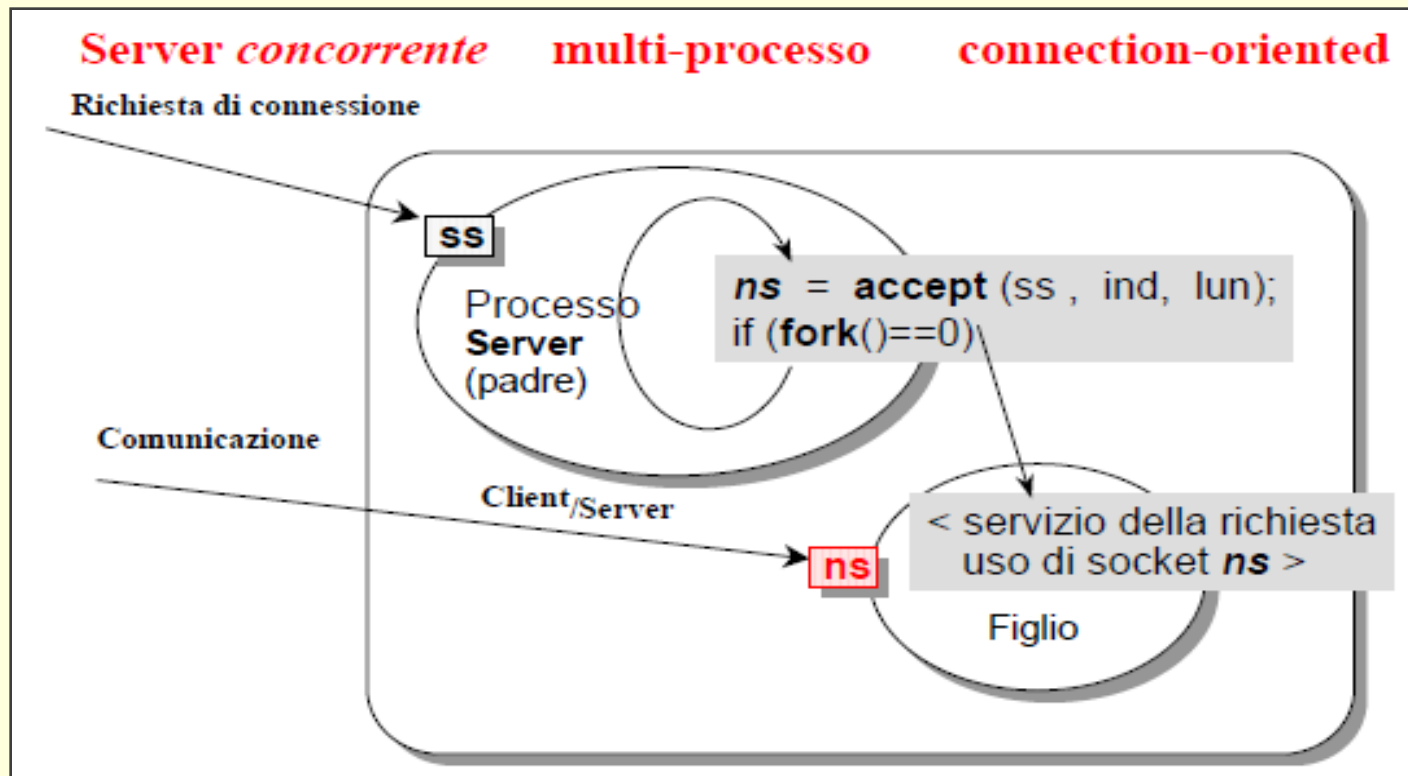 Server concorrente multi-processo connection-oriented
Richiesta di connessione
ss
ns = accept (ss , ind, lun);
if (fork()==0)
Processo
Server
(padre)
Comunicazione
Client/Server
ns
< servizio della richiesta
uso di socket ns >
Figlio